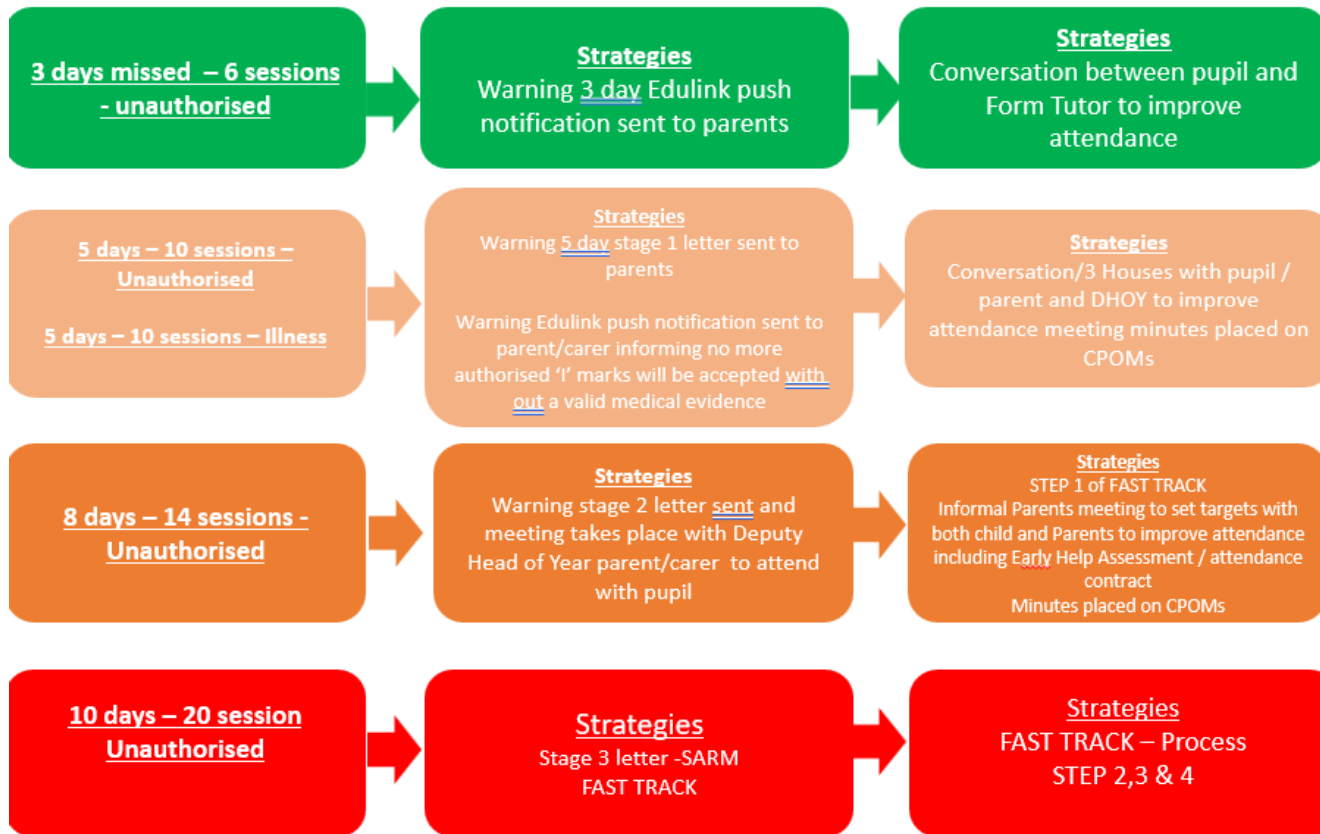 3 days missed – 6 sessions
- unauthorised
Strategies
Warning 3 day Edulink push
notification sent to parents
Strategies
Conversation between pupil and
Form Tutor to improve
attendance
5 days – 10 sessions –
Unauthorised
5 days – 10 sessions – Illness
Strategies
Warning 5 day stage 1 letter sent to
parents
Warning Edulink push notification sent to
parent/carer informing no more
authorised ‘I’ marks will be accepted with
out a valid medical evidence
Strategies
Conversation/3 Houses with pupil /
parent and DHOY to improve
attendance meeting minutes placed on
CPOMs
8 days – 14 sessions -
Unauthorised
Strategies
Warning stage 2 letter sent and
meeting takes place with Deputy
Head of Year parent/carer to attend
with pupil
Strategies
STEP 1 of FAST TRACK
Informal Parents meeting to set targets with
both child and Parents to improve attendance
including Early Help Assessment / attendance
contract
Minutes placed on CPOMs
10 days – 20 session
Unauthorised
Strategies
Stage 3 letter -SARM
FAST TRACK
Strategies
FAST TRACK – Process
STEP 2,3 & 4